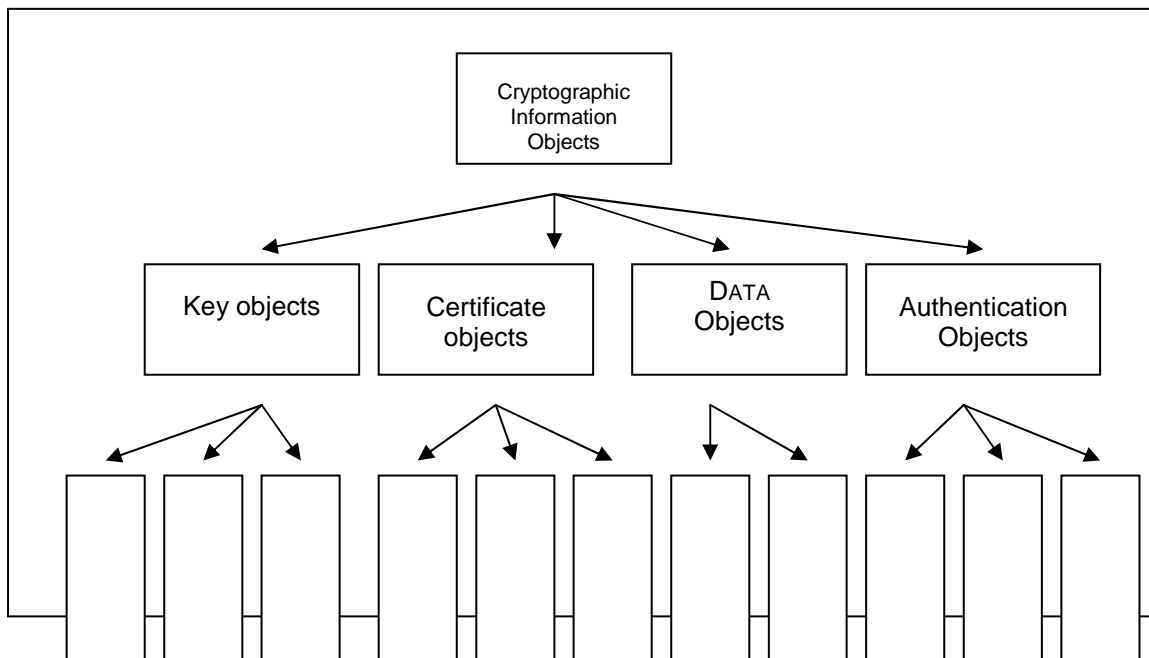 Cryptographic
Information
Objects
Key objects
Certificate
objects
DATA
Objects
Authentication
Objects